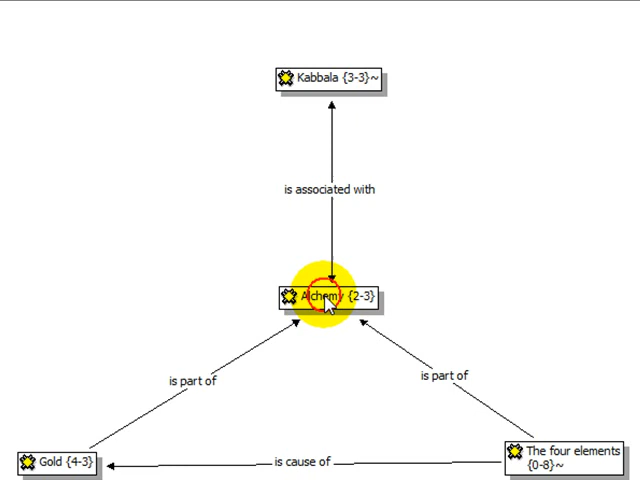 Kabbala {3-3}~
is associated with
Alchemy {2-3}
is part of
is part of
Gold {4-3}
is cause of
The four elements
{0-8}~